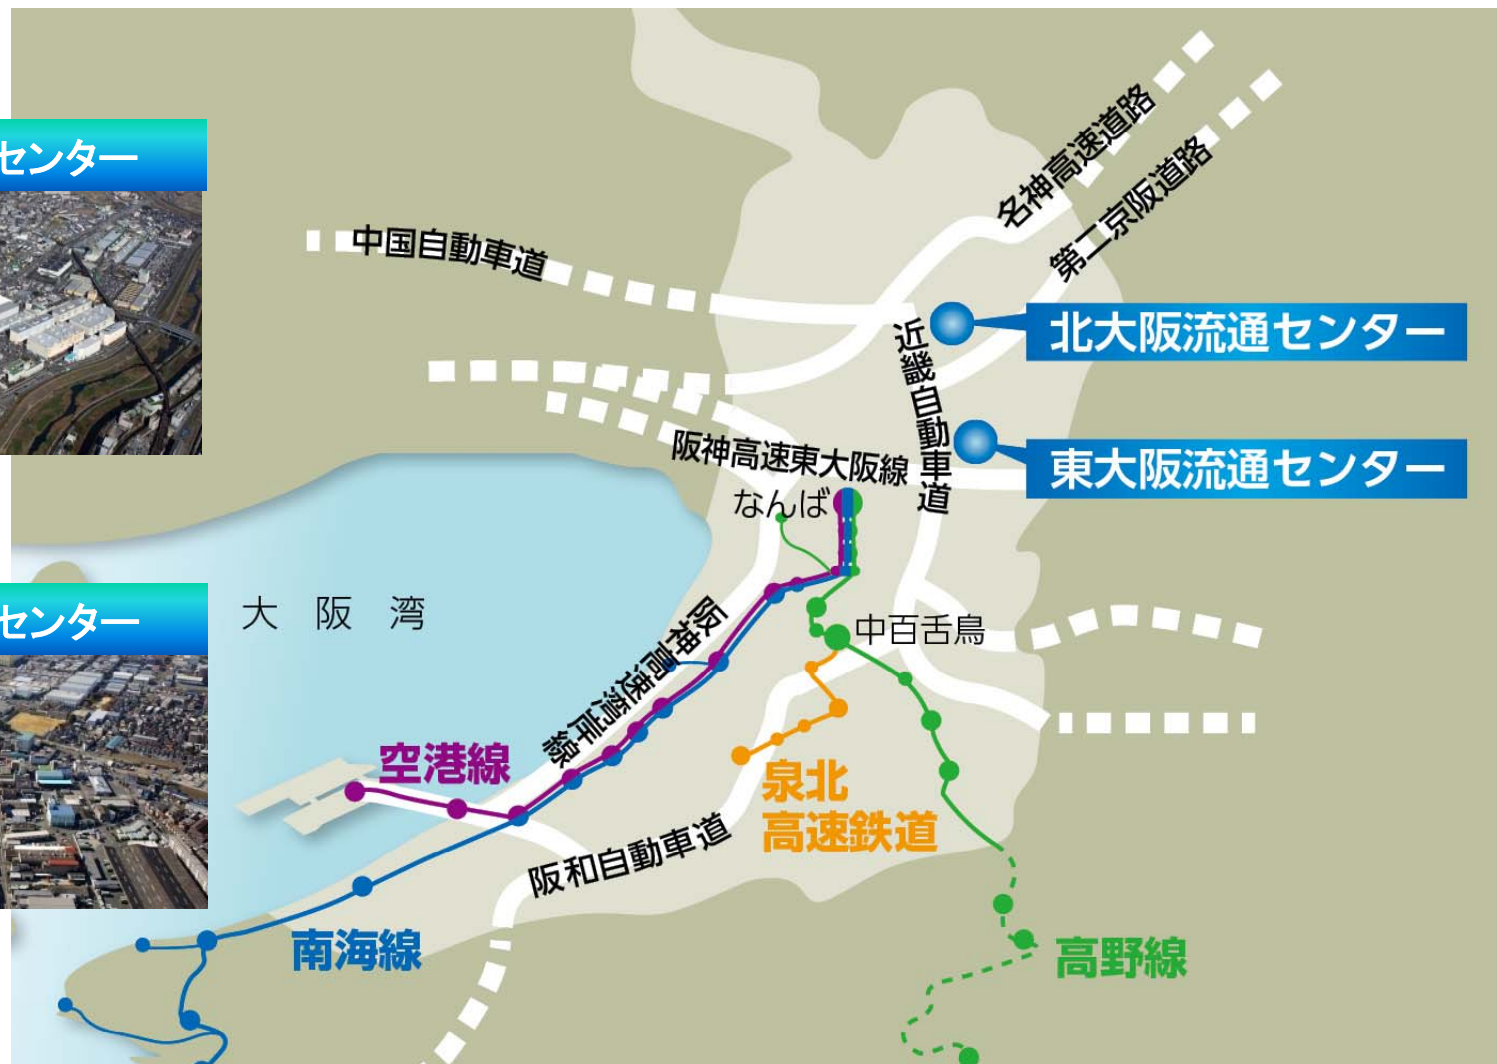 センター
名神高速道路
第二京阪道路
中国自動車道
北大阪流通センター
近畿自動車道
阪神高速東大阪線
東大阪流通センター
なんば
センター
大阪湾
阪神高速湾岸線
中百舌鳥
空港線
泉北
高速鉄道
阪和自動車道
南海線
高野線